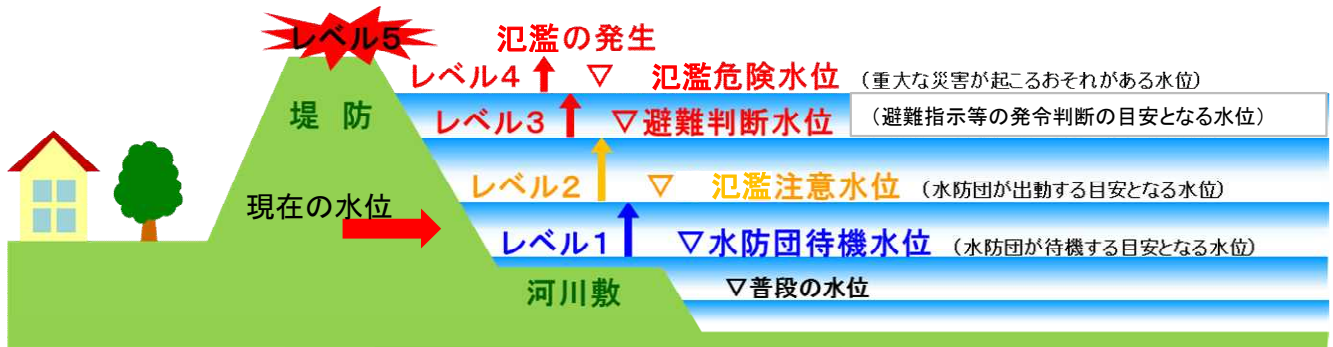 レベル5 氾濫の発生
レベル4 ▽ 氾濫危険水位 (重大な災害が起こるおそれがある水位)
堤 防 レベル3 ▽避難判断水位 (避難指示等の発令判断の目安となる水位)
レベル2 ▽ 氾濫注意水位 (水防団が出動する目安となる水位)
現在の水位
レベル1 ▽水防団待機水位 (水防団が待機する目安となる水位)
河川敷 ▽普段の水位